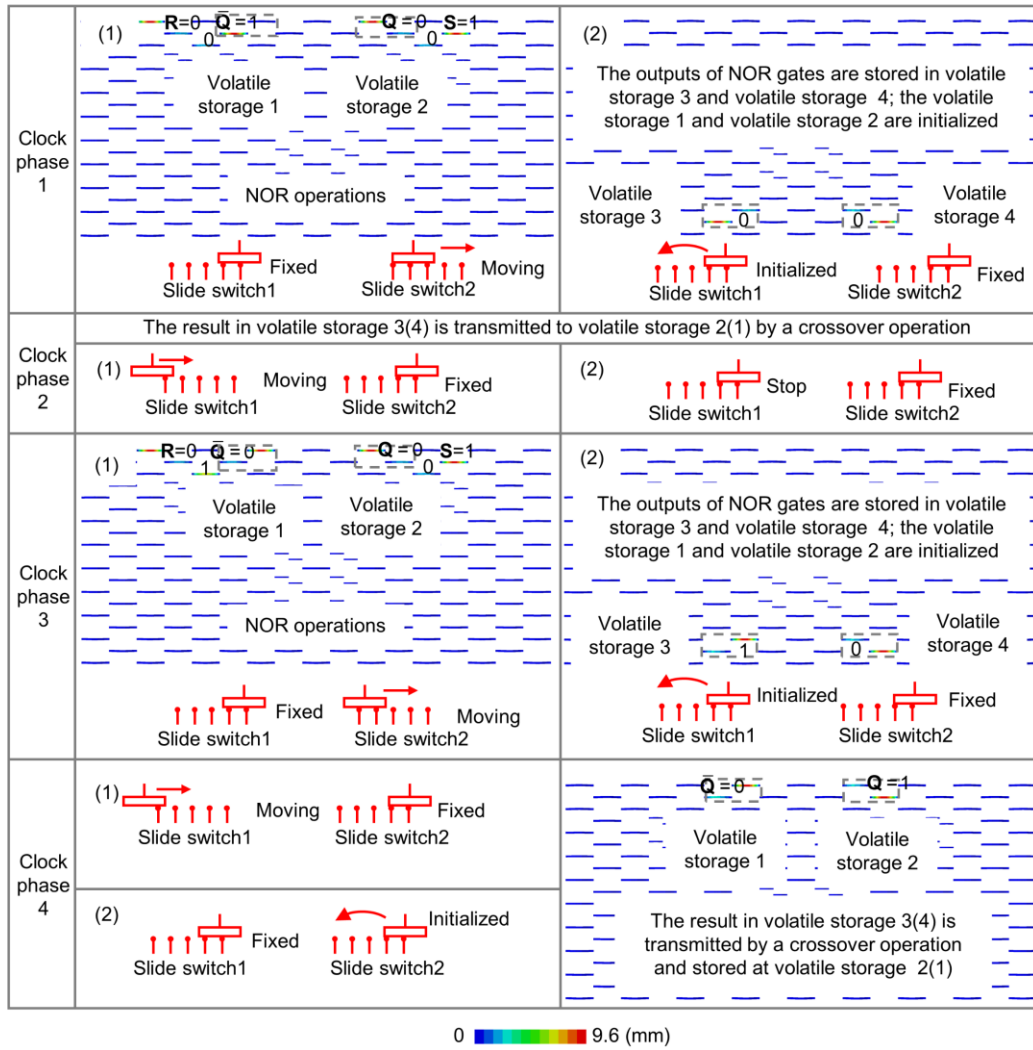 Clock
phase
1
(1)
R=0 Q̄=1
0
Q=0 S=1
0
Volatile
storage 1
Volatile
storage 2
NOR operations
Fixed
Slide switch1
Moving
Slide switch2
(2)
The outputs of NOR gates are stored in volatile
storage 3 and volatile storage 4; the volatile
storage 1 and volatile storage 2 are initialized
Volatile
storage 3
0
0
Volatile
storage 4
Initialized
Slide switch1
Fixed
Slide switch2
Clock
phase
2
The result in volatile storage 3(4) is transmitted to volatile storage 2(1) by a crossover operation
(1)
Moving
Slide switch1
Fixed
Slide switch2
(2)
Stop
Slide switch1
Fixed
Slide switch2
Clock
phase
3
(1)
R=0 Q̄=0
1
Q=0 S=1
0
Volatile
storage 1
Volatile
storage 2
NOR operations
Fixed
Slide switch1
Moving
Slide switch2
(2)
The outputs of NOR gates are stored in volatile
storage 3 and volatile storage 4; the volatile
storage 1 and volatile storage 2 are initialized
Volatile
storage 3
1
0
Volatile
storage 4
Initialized
Slide switch1
Fixed
Slide switch2
Clock
phase
4
(1)
Moving
Slide switch1
Fixed
Slide switch2
(2)
Fixed
Slide switch1
Initialized
Slide switch2
Q̄=0
Q=1
Volatile
storage 1
Volatile
storage 2
The result in volatile storage 3(4) is
transmitted by a crossover operation
and stored at volatile storage 2(1)
0 9.6 (mm)